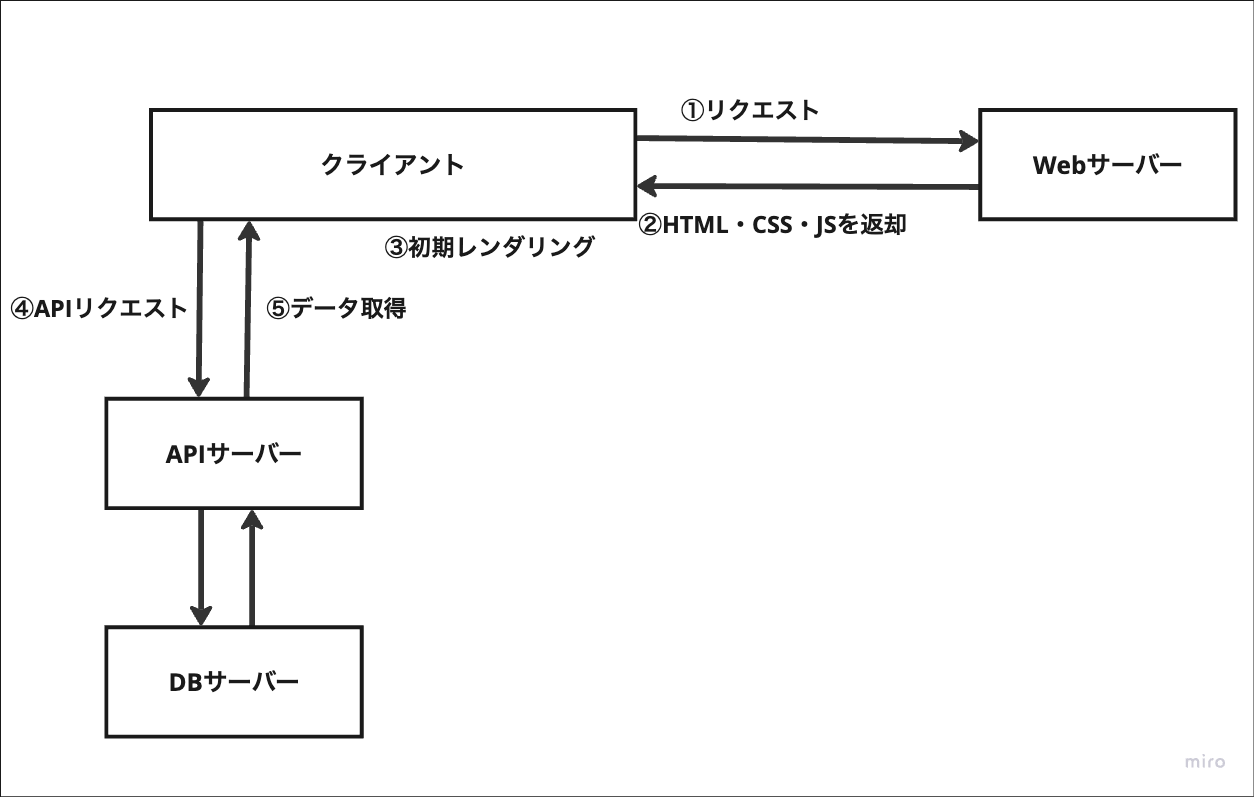 ①リクエスト
クライアント
Webサーバー
②HTML・CSS・JSを返却
③初期レンダリング
④APIリクエスト
⑤データ取得
APIサーバー
DBサーバー
miro